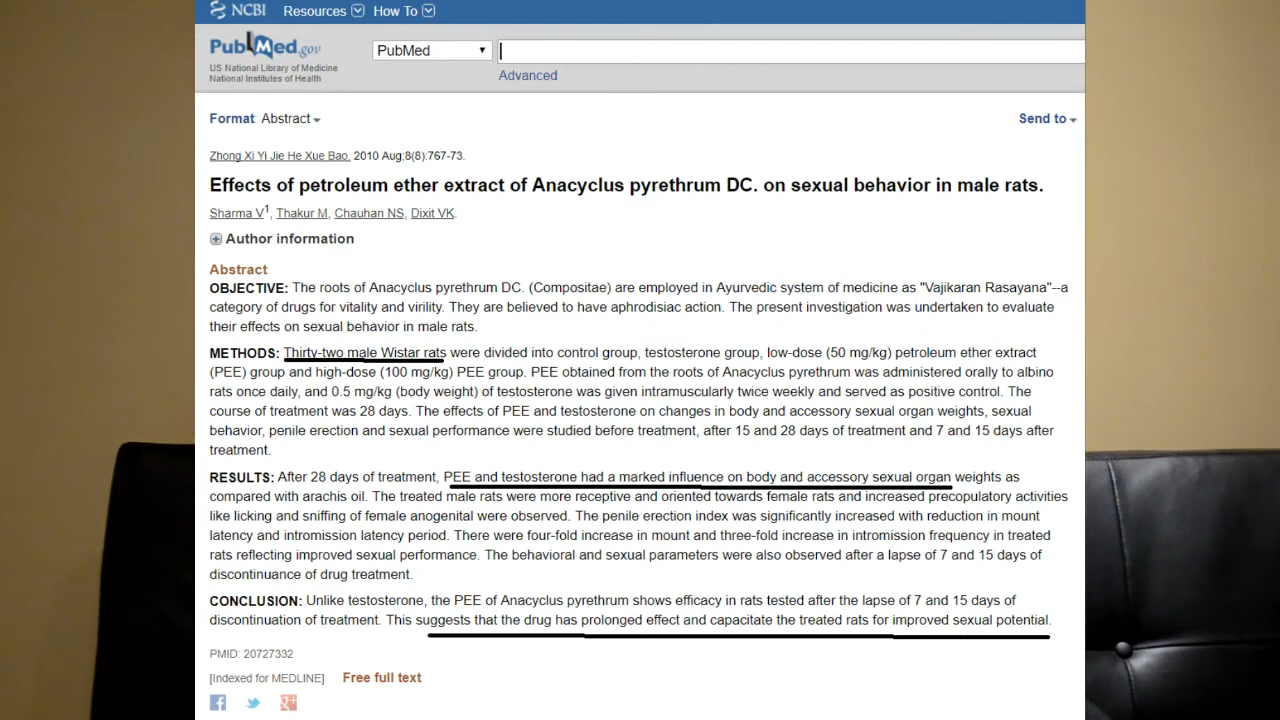 NCBI Resources How To
PubMed.gov
US National Library of Medicine
National Institutes of Health
PubMed
Advanced
Format: Abstract
Send to
Zhong Xi Yi Jie He Xue Bao. 2010 Aug;8(8):767-73.
Effects of petroleum ether extract of Anacyclus pyrethrum DC. on sexual behavior in male rats.
Sharma V1, Thakur M, Chauhan NS, Dixit VK.
Author information
Abstract
OBJECTIVE: The roots of Anacyclus pyrethrum DC. (Compositae) are employed in Ayurvedic system of medicine as "Vajikaran Rasayana"--a
category of drugs for vitality and virility. They are believed to have aphrodisiac action. The present investigation was undertaken to evaluate
their effects on sexual behavior in male rats.
METHODS: Thirty-two male Wistar rats were divided into control group, testosterone group, low-dose (50 mg/kg) petroleum ether extract
(PEE) group and high-dose (100 mg/kg) PEE group. PEE obtained from the roots of Anacyclus pyrethrum was administered orally to albino
rats once daily, and 0.5 mg/kg (body weight) of testosterone was given intramuscularly twice weekly and served as positive control. The
course of treatment was 28 days. The effects of PEE and testosterone on changes in body and accessory sexual organ weights, sexual
behavior, penile erection and sexual performance were studied before treatment, after 15 and 28 days of treatment and 7 and 15 days after
treatment.
RESULTS: After 28 days of treatment, PEE and testosterone had a marked influence on body and accessory sexual organ weights as
compared with arachis oil. The treated male rats were more receptive and oriented towards female rats and increased precopulatory activities
like licking and sniffing of female anogenital were observed. The penile erection index was significantly increased with reduction in mount
latency and intromission latency period. There were four-fold increase in mount and three-fold increase in intromission frequency in treated
rats reflecting improved sexual performance. The behavioral and sexual parameters were also observed after a lapse of 7 and 15 days of
discontinuance of drug treatment.
CONCLUSION: Unlike testosterone, the PEE of Anacyclus pyrethrum shows efficacy in rats tested after the lapse of 7 and 15 days of
discontinuation of treatment. This suggests that the drug has prolonged effect and capacitate the treated rats for improved sexual potential.
PMID: 20727332
[Indexed for MEDLINE] Free full text